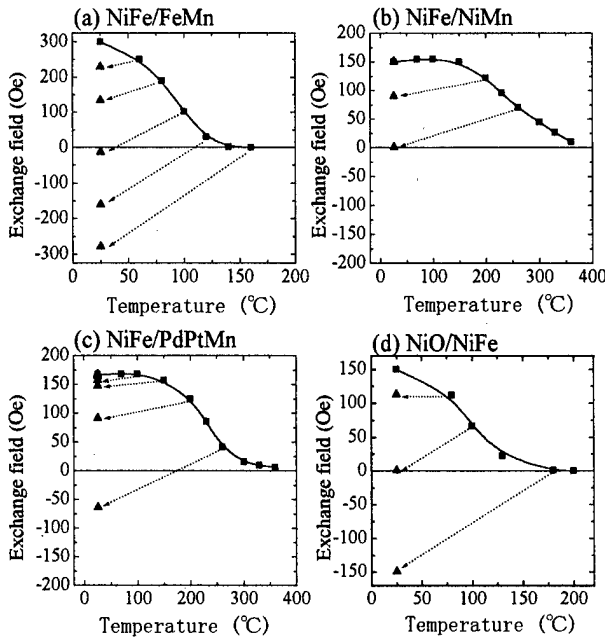 (a) NiFe/FeMn
300
200
100
0
-100
-200
-300
0 50 100 150 200
Exchange field (Oe)
Temperature (℃)
(b) NiFe/NiMn
200
150
100
50
0
-50
-100
-150
-200
0 100 200 300 400
Exchange field (Oe)
Temperature (℃)
(c) NiFe/PdPtMn
200
150
100
50
0
-50
-100
-150
-200
0 100 200 300 400
Exchange field (Oe)
Temperature (℃)
(d) NiO/NiFe
150
100
50
0
-50
-100
-150
0 50 100 150 200
Exchange field (Oe)
Temperature (℃)